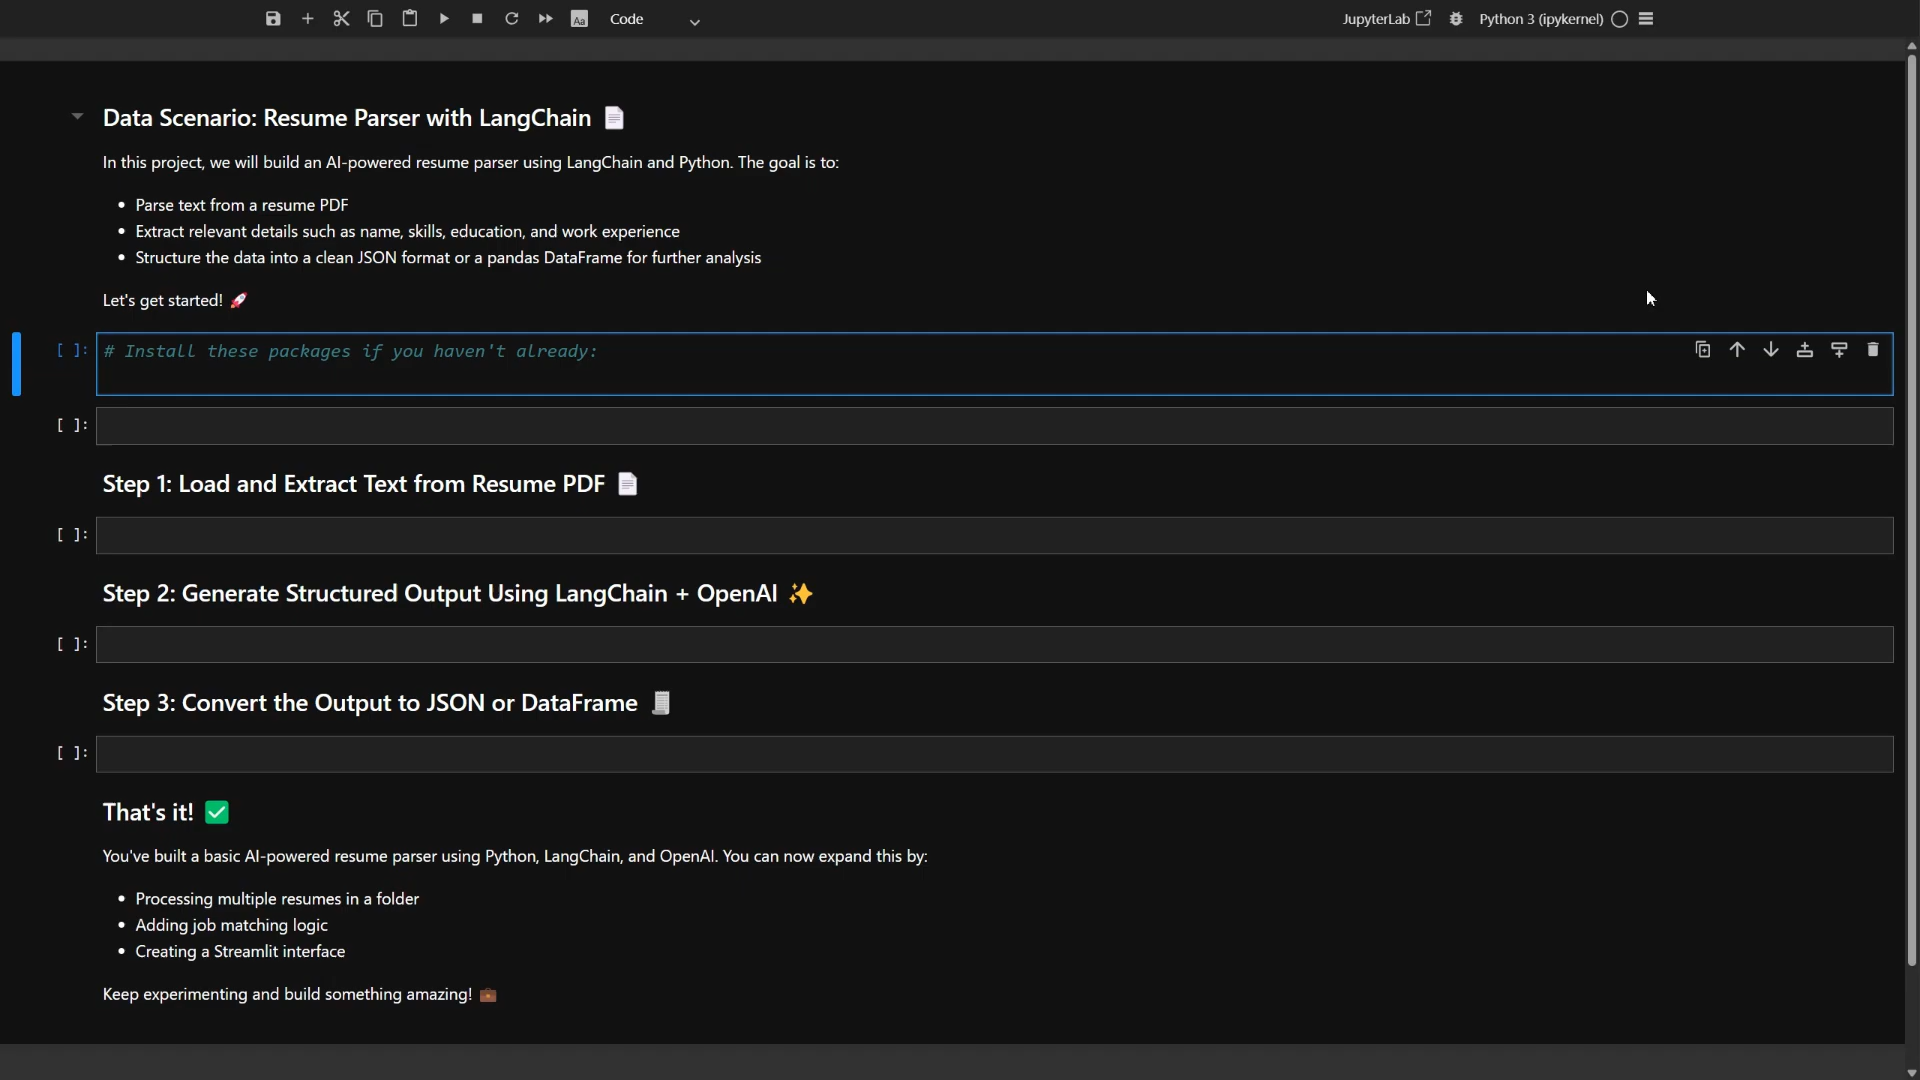 Code
JupyterLab
Python 3 (ipykernel)
Data Scenario: Resume Parser with LangChain 📄
In this project, we will build an AI-powered resume parser using LangChain and Python. The goal is to:
• Parse text from a resume PDF
• Extract relevant details such as name, skills, education, and work experience
• Structure the data into a clean JSON format or a pandas DataFrame for further analysis
Let's get started! 🚀
[ ]: # Install these packages if you haven't already:
[ ]:
Step 1: Load and Extract Text from Resume PDF 📄
[ ]:
Step 2: Generate Structured Output Using LangChain + OpenAI ✨
[ ]:
Step 3: Convert the Output to JSON or DataFrame 🧾
[ ]:
That's it! ✅
You've built a basic AI-powered resume parser using Python, LangChain, and OpenAI. You can now expand this by:
• Processing multiple resumes in a folder
• Adding job matching logic
• Creating a Streamlit interface
Keep experimenting and build something amazing! 💼